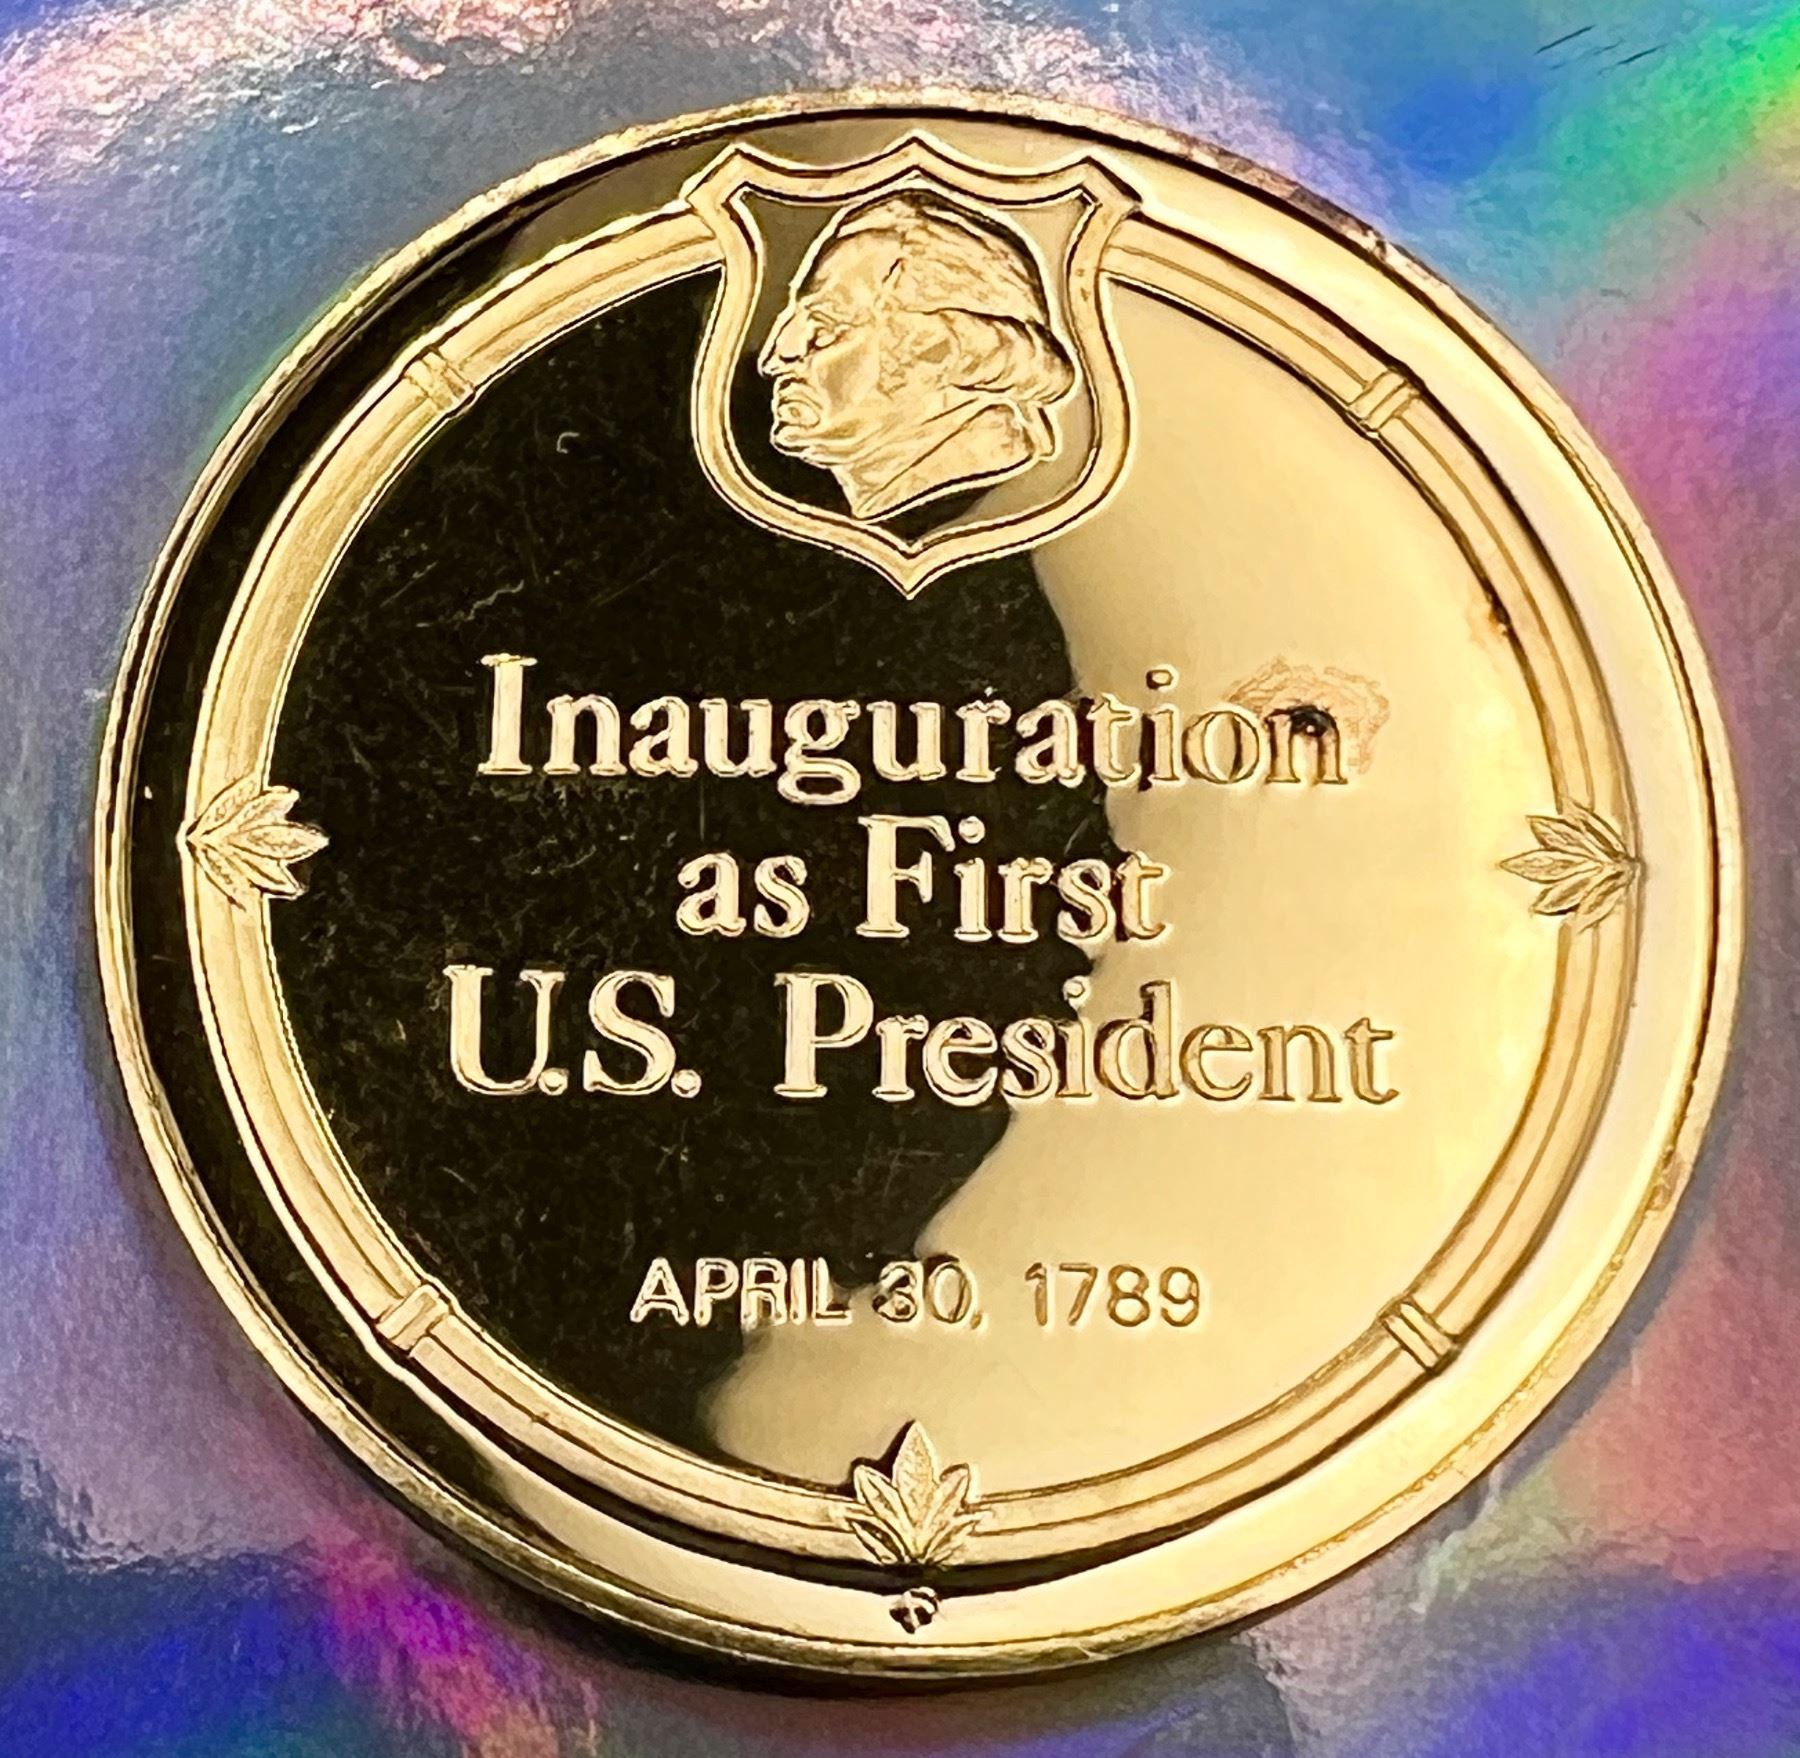 Inauguration
as First
U.S. President
APRIL 30, 1789